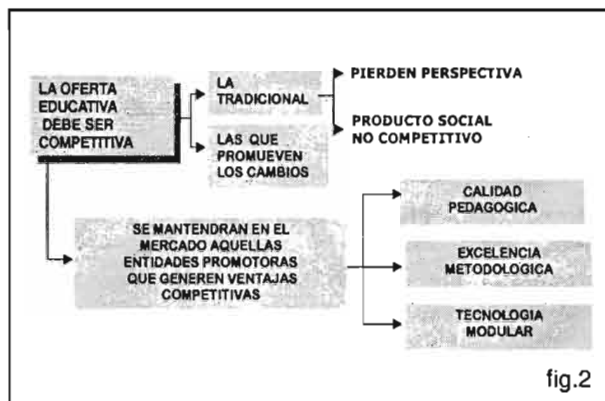 LA OFERTA
EDUCATIVA
DEBE SER
COMPETITIVA
LA
TRADICIONAL
PIERDEN PERSPECTIVA
PRODUCTO SOCIAL
NO COMPETITIVO
LAS QUE
PROMUEVEN
LOS CAMBIOS
SE MANTENDRAN EN EL
MERCADO AQUELLAS
ENTIDADES PROMOTORAS
QUE GENEREN VENTAJAS
COMPETITIVAS
CALIDAD
PEDAGOGICA
EXCELENCIA
METODOLOGICA
TECNOLOGIA
MODULAR
fig.2